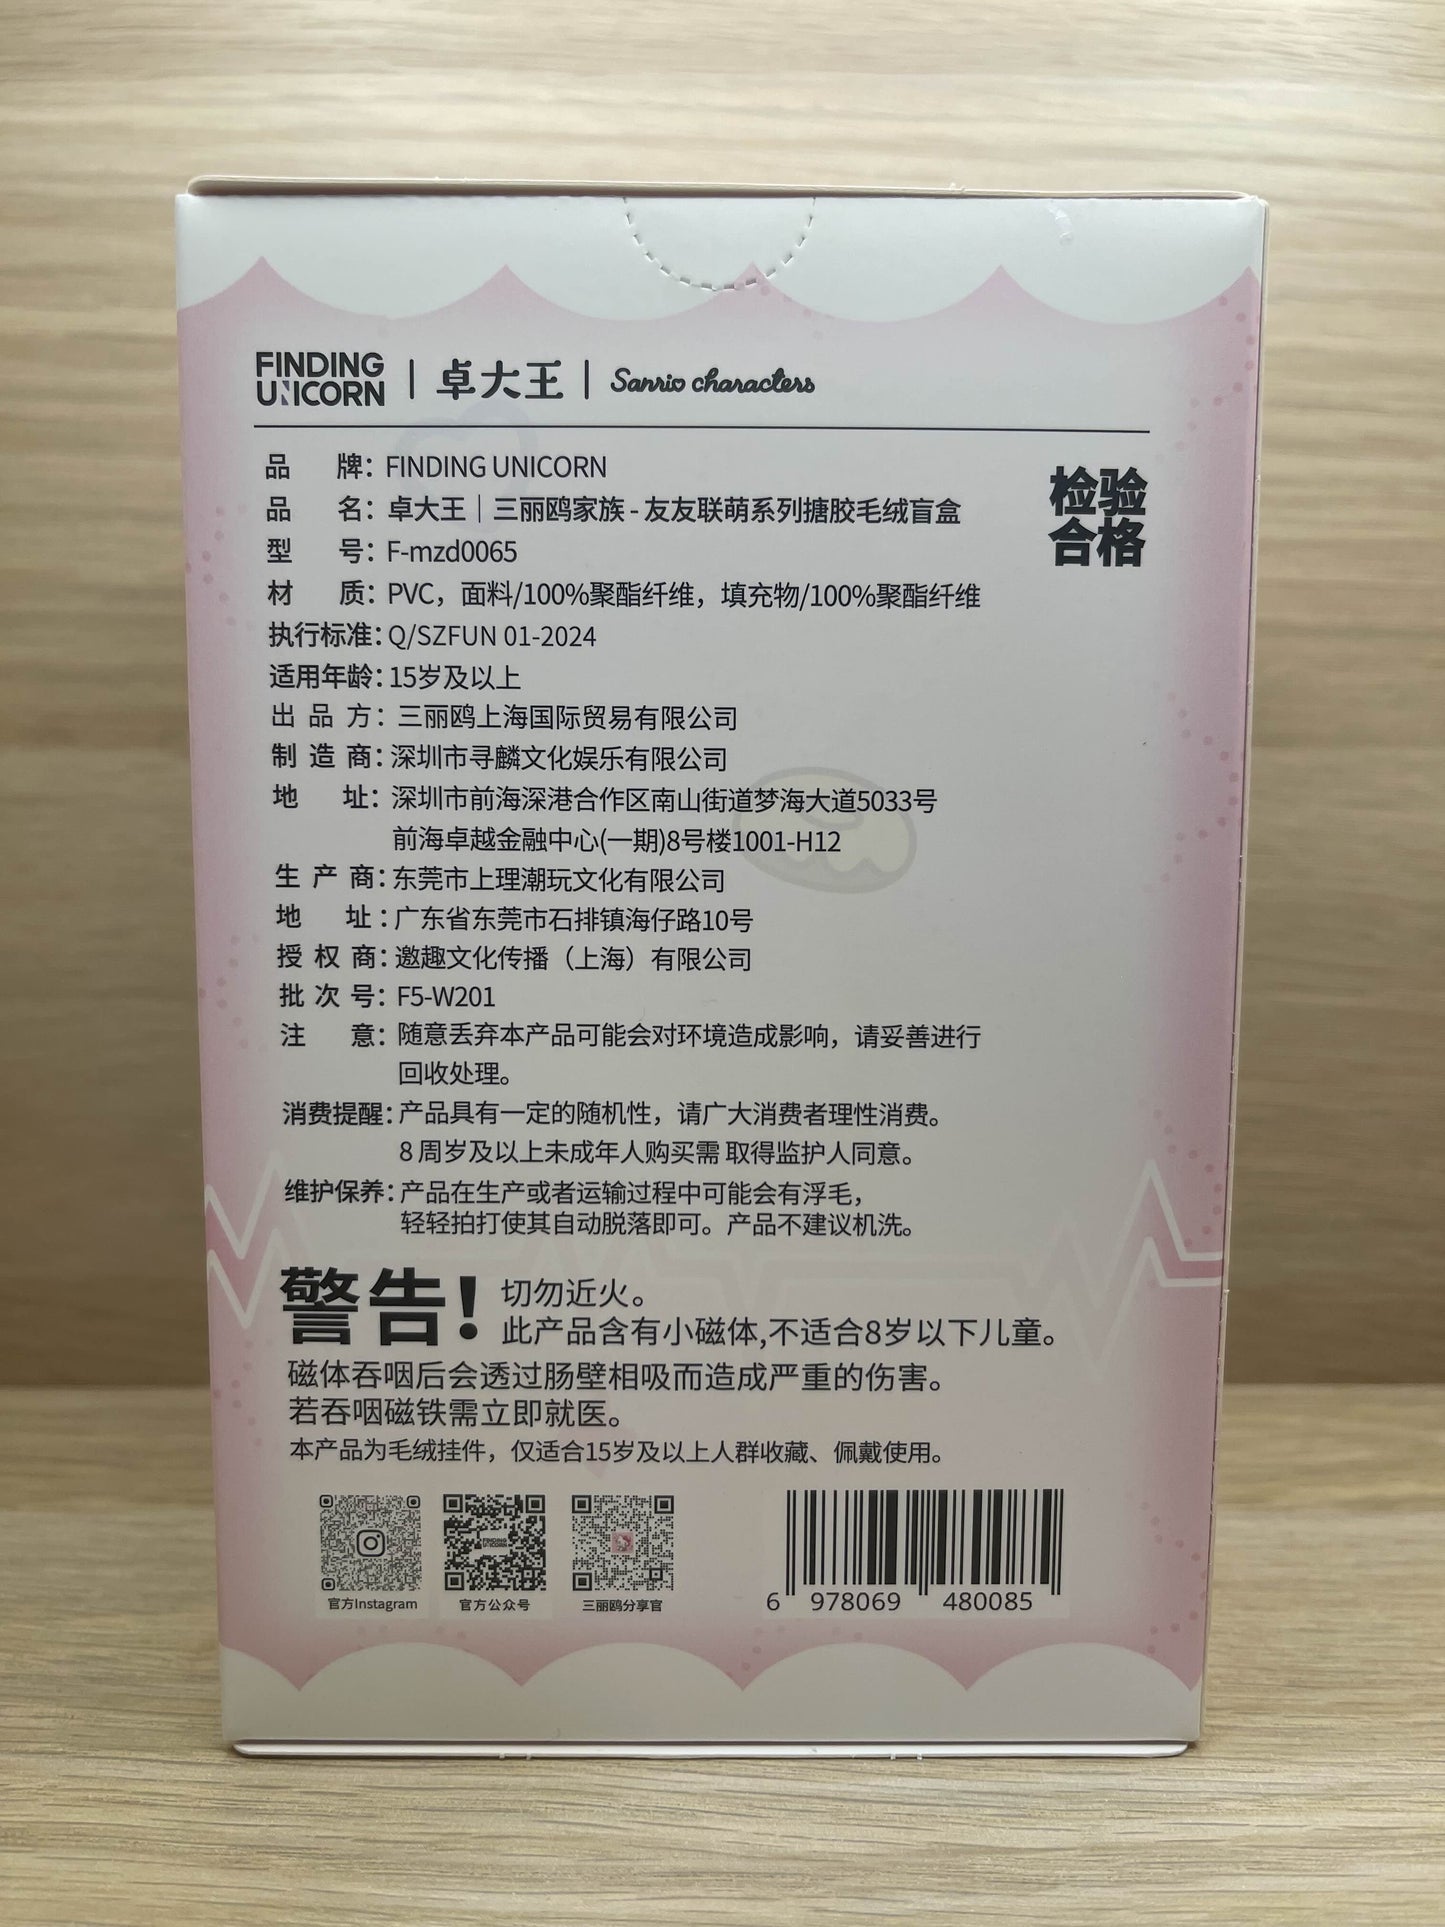 FINDING UNICORN | 卓大王 | Sanrio characters
品牌：FINDING UNICORN
品名：卓大王｜三丽鸥家族 - 友友联萌系列搪胶毛绒盲盒
检验合格
型号：F-mzd0065
材质：PVC，面料/100%聚酯纤维，填充物/100%聚酯纤维
执行标准：Q/SZFUN 01-2024
适用年龄：15岁及以上
出品方：三丽鸥上海国际贸易有限公司
制造商：深圳市寻麟文化娱乐有限公司
地址：深圳市前海深港合作区南山街道梦海大道5033号
前海卓越金融中心(一期)8号楼1001-H12
生产商：东莞市上理潮玩文化有限公司
地址：广东省东莞市石排镇海仔路10号
授权商：邀趣文化传播（上海）有限公司
批次号：F5-W201
注意：随意丢弃本产品可能会对环境造成影响，请妥善进行
回收处理。
消费提醒：产品具有一定的随机性，请广大消费者理性消费。
8周岁及以上未成年人购买需 取得监护人同意。
维护保养：产品在生产或者运输过程中可能会有浮毛，
轻轻拍打使其自动脱落即可。产品不建议机洗。
警告！切勿近火。
此产品含有小磁体,不适合8岁以下儿童。
磁体吞咽后会透过肠壁相吸而造成严重的伤害。
若吞咽磁铁需立即就医。
本产品为毛绒挂件，仅适合15岁及以上人群收藏、佩戴使用。
FINDING UNICORN
官方Instagram 官方公众号 三丽鸥分享官
6 978069 480085